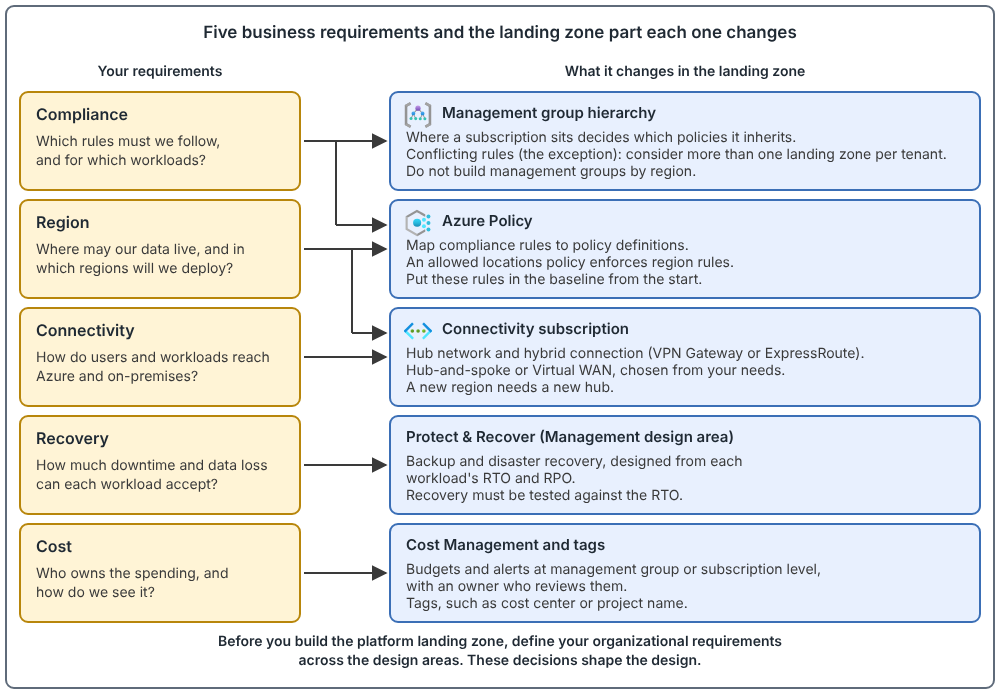 Five business requirements and the landing zone part each one changes
Your requirements
What it changes in the landing zone
Compliance
Which rules must we follow,
and for which workloads?
Management group hierarchy
Where a subscription sits decides which policies it inherits.
Conflicting rules (the exception): consider more than one landing zone per tenant.
Do not build management groups by region.
Region
Where may our data live, and in
which regions will we deploy?
Azure Policy
Map compliance rules to policy definitions.
An allowed locations policy enforces region rules.
Put these rules in the baseline from the start.
Connectivity
How do users and workloads reach
Azure and on-premises?
Connectivity subscription
Hub network and hybrid connection (VPN Gateway or ExpressRoute).
Hub-and-spoke or Virtual WAN, chosen from your needs.
A new region needs a new hub.
Recovery
How much downtime and data loss
can each workload accept?
Protect & Recover (Management design area)
Backup and disaster recovery, designed from each
workload's RTO and RPO.
Recovery must be tested against the RTO.
Cost
Who owns the spending, and
how do we see it?
Cost Management and tags
Budgets and alerts at management group or subscription level,
with an owner who reviews them.
Tags, such as cost center or project name.
Before you build the platform landing zone, define your organizational requirements
across the design areas. These decisions shape the design.